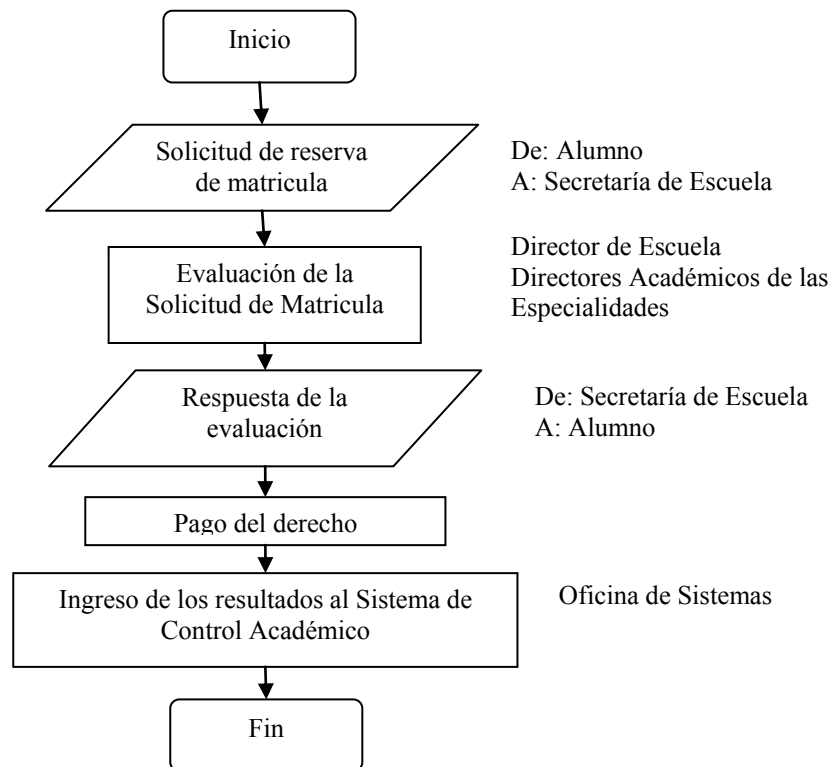 Inicio
Solicitud de reserva
de matricula
De: Alumno
A: Secretaría de Escuela
Evaluación de la
Solicitud de Matricula
Director de Escuela
Directores Académicos de las
Especialidades
Respuesta de la
evaluación
De: Secretaría de Escuela
A: Alumno
Pago del derecho
Ingreso de los resultados al Sistema de
Control Académico
Oficina de Sistemas
Fin